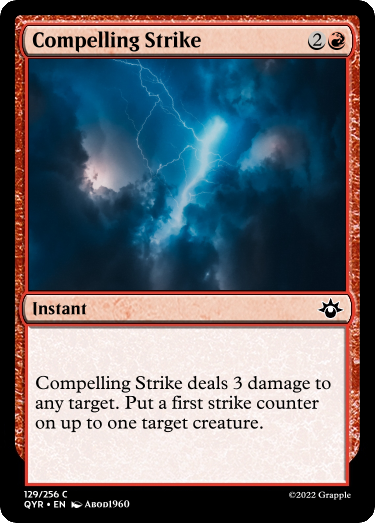 Compelling Strike 2
Instant
Compelling Strike deals 3 damage to
any target. Put a first strike counter
on up to one target creature.
129/256 C
QYR • EN Abod1960
©2022 Grapple